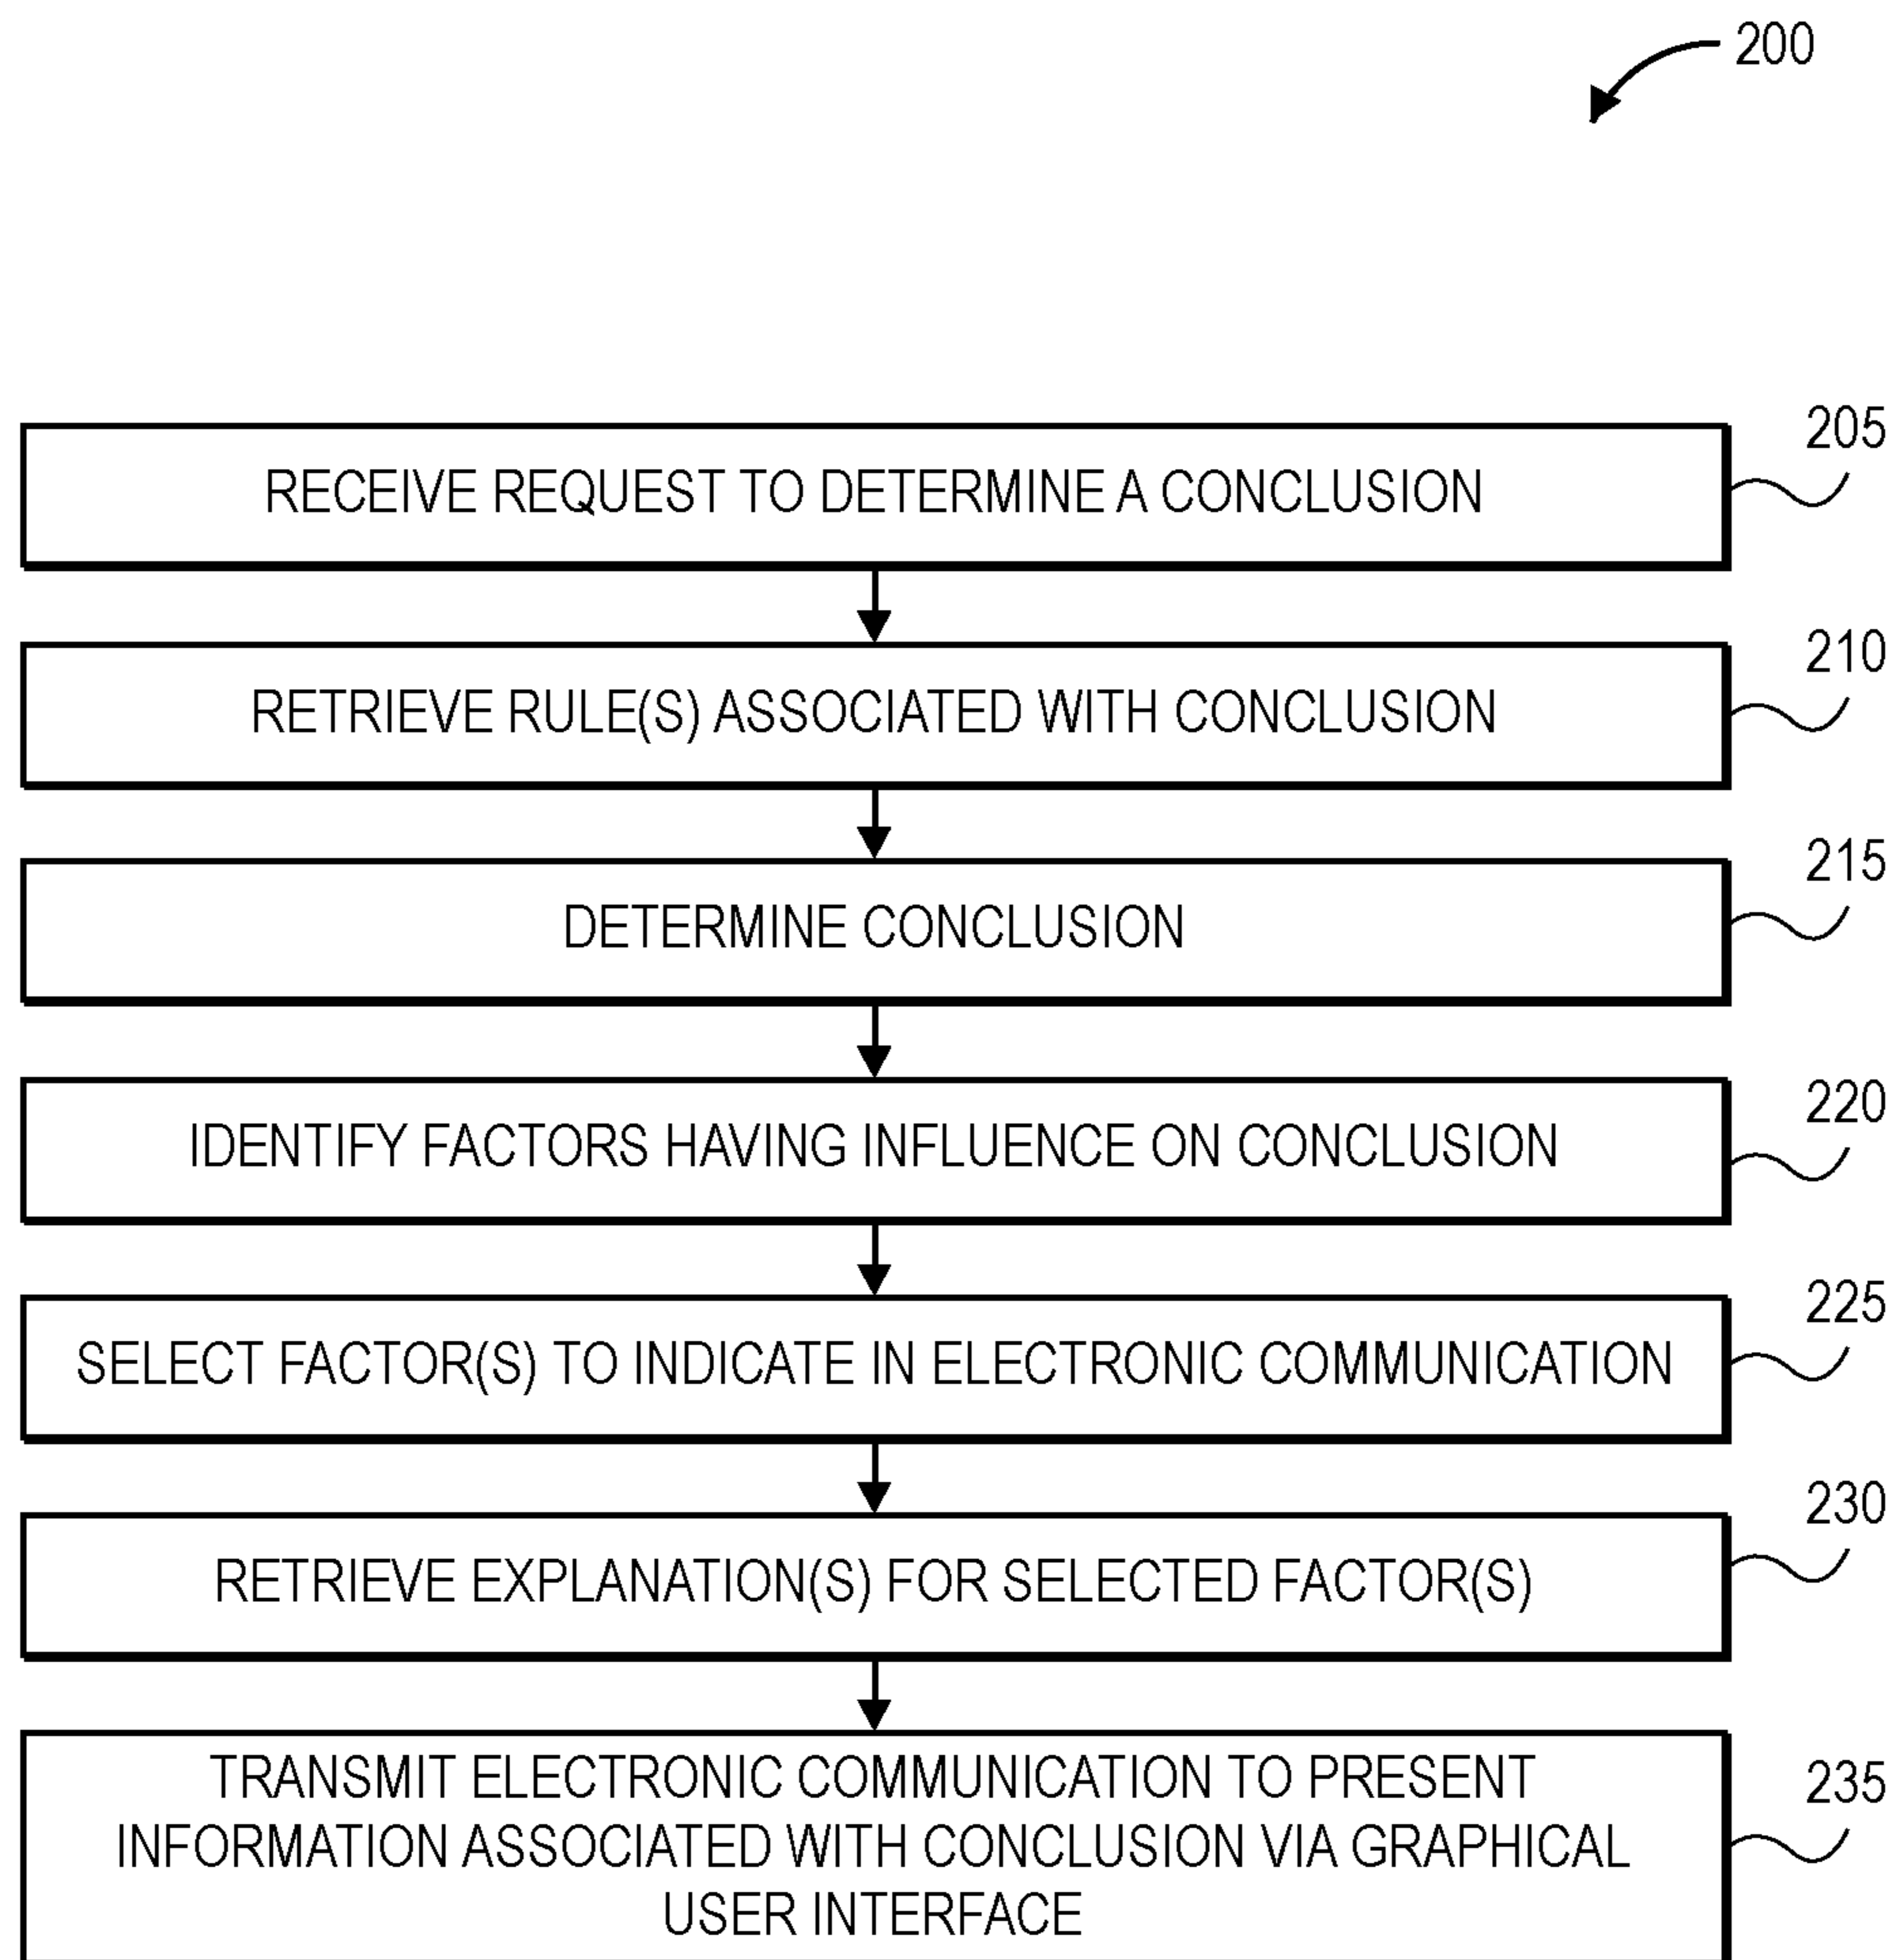 200
205
RECEIVE REQUEST TO DETERMINE A CONCLUSION
210
RETRIEVE RULE(S) ASSOCIATED WITH CONCLUSION
215
DETERMINE CONCLUSION
220
IDENTIFY FACTORS HAVING INFLUENCE ON CONCLUSION
225
SELECT FACTOR(S) TO INDICATE IN ELECTRONIC COMMUNICATION
230
RETRIEVE EXPLANATION(S) FOR SELECTED FACTOR(S)
235
TRANSMIT ELECTRONIC COMMUNICATION TO PRESENT
INFORMATION ASSOCIATED WITH CONCLUSION VIA GRAPHICAL
USER INTERFACE